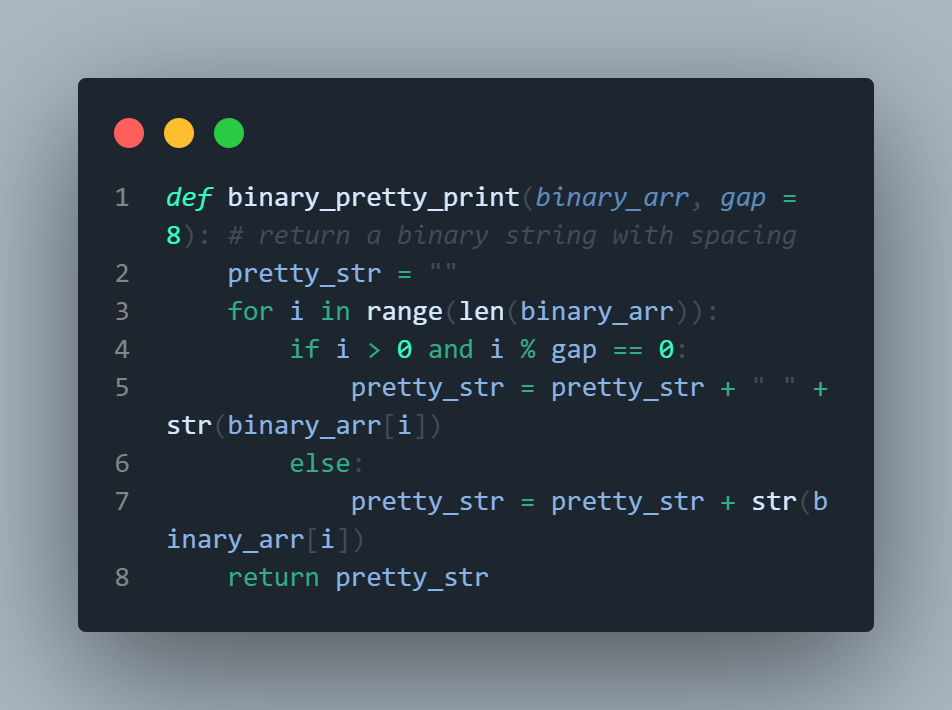 1 def binary_pretty_print(binary_arr, gap =
8): # return a binary string with spacing
2     pretty_str = ""
3     for i in range(len(binary_arr)):
4         if i > 0 and i % gap == 0:
5             pretty_str = pretty_str + " " +
str(binary_arr[i])
6         else:
7             pretty_str = pretty_str + str(b
inary_arr[i])
8     return pretty_str